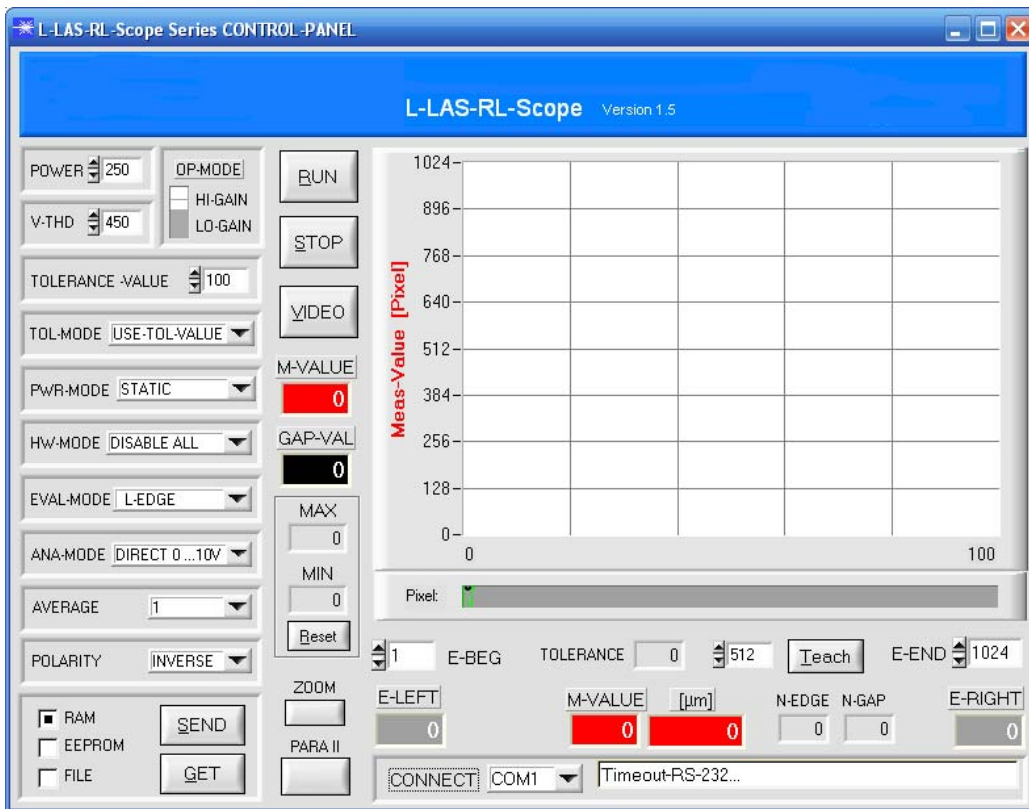 L-LAS-RL-Scope Series CONTROL-PANEL
L-LAS-RL-Scope Version 1.5
POWER 250
OP-MODE
HI-GAIN
LO-GAIN
V-THD 450
TOLERANCE -VALUE 100
TOL-MODE USE-TOL-VALUE
PWR-MODE STATIC
HW-MODE DISABLE ALL
EVAL-MODE L-EDGE
ANA-MODE DIRECT 0...10V
AVERAGE 1
POLARITY INVERSE
RAM
EEPROM
FILE
SEND
GET
RUN
STOP
VIDEO
M-VALUE
0
GAP-VAL
0
MAX
0
MIN
0
Reset
ZOOM
PARA II
Meas-Value [Pixel]
1024
896
768
640
512
384
256
128
0
0 100
Pixel:
1 E-BEG TOLERANCE 0 512 Teach E-END 1024
E-LEFT M-VALUE [µm] N-EDGE N-GAP E-RIGHT
0 0 0 0 0 0
CONNECT COM1 Timeout-RS-232...